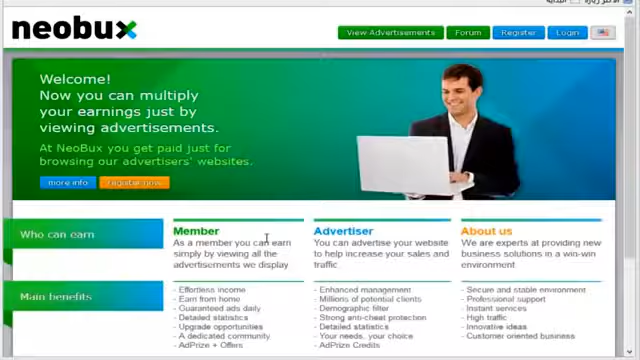 الأكثر زيارة
البداية
neobux
View Advertisements
Forum
Register
Login
Welcome!
Now you can multiply
your earnings just by
viewing advertisements.
At NeoBux you get paid just for
browsing our advertisers' websites.
more info
register now
Who can earn
Member
As a member you can earn
simply by viewing all the
advertisements we display
Advertiser
You can advertise your website
to help increase your sales and
traffic
About us
We are experts at providing new
business solutions in a win-win
environment
Main benefits
- Effortless income
- Earn from home
- Guaranteed ads daily
- Detailed statistics
- Upgrade opportunities
- A dedicated community
- AdPrize + Offers
- Enhanced management
- Millions of potential clients
- Demographic filter
- Strong anti-cheat protection
- Detailed statistics
- Your needs, your choice
- AdPrize Credits
- Secure and stable environment
- Professional support
- Instant services
- High traffic
- Innovative ideas
- Customer oriented business